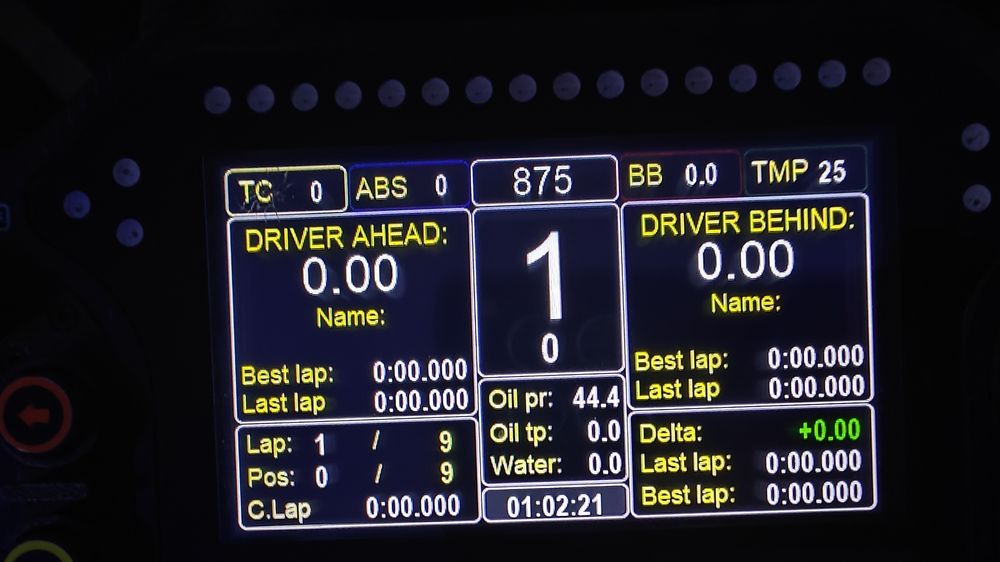 TC 0 ABS 0 875 BB 0.0 TMP 25
DRIVER AHEAD:
0.00
Name:
Best lap: 0:00.000
Last lap 0:00.000
1
0
DRIVER BEHIND:
0.00
Name:
Best lap: 0:00.000
Last lap 0:00.000
Lap: 1 / 9
Pos: 0 / 9
C.Lap 0:00.000
Oil pr: 44.4
Oil tp: 0.0
Water: 0.0
01:02:21
Delta: +0.00
Last lap: 0:00.000
Best lap: 0:00.000